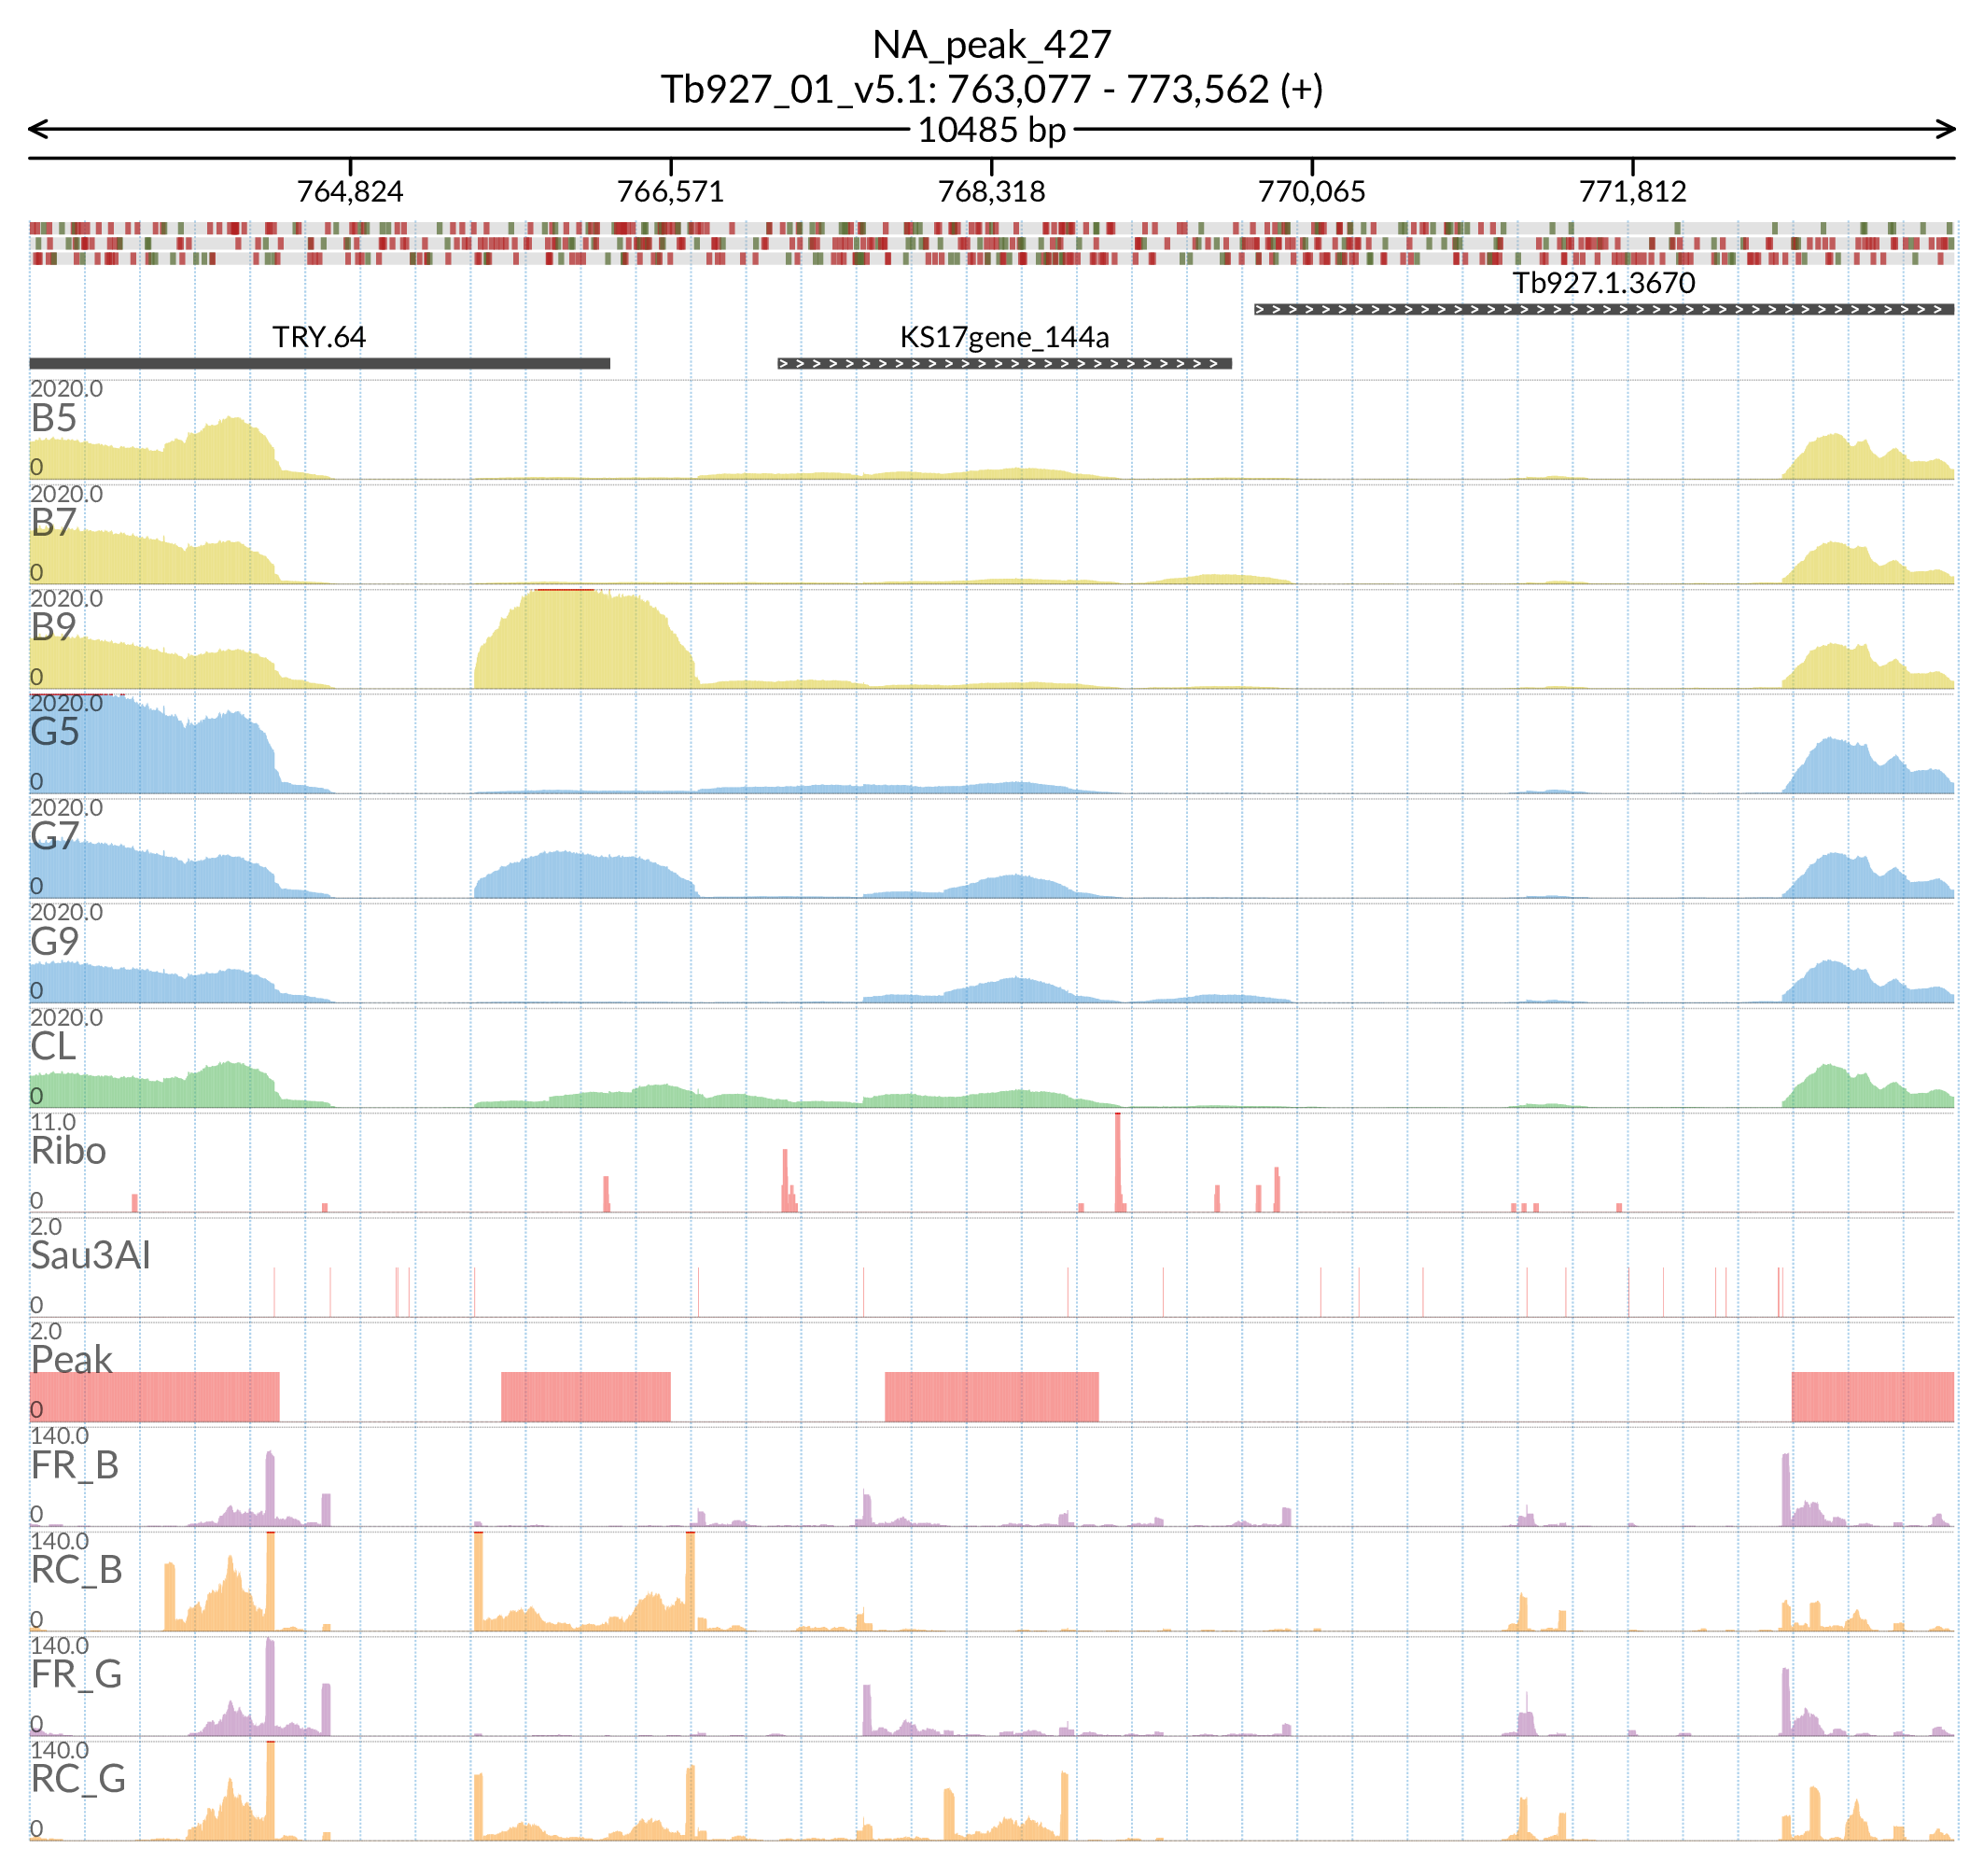 NA_peak_427
Tb927_01_v5.1: 763,077 - 773,562 (+)
10485 bp
764,824 766,571 768,318 770,065 771,812
Tb927.1.3670
TRY.64 KS17gene_144a
2020.0
B5
0
2020.0
B7
0
2020.0
B9
0
2020.0
G5
0
2020.0
G7
0
2020.0
G9
0
2020.0
CL
0
11.0
Ribo
0
2.0
Sau3AI
0
2.0
Peak
0
140.0
FR_B
0
140.0
RC_B
0
140.0
FR_G
0
140.0
RC_G
0